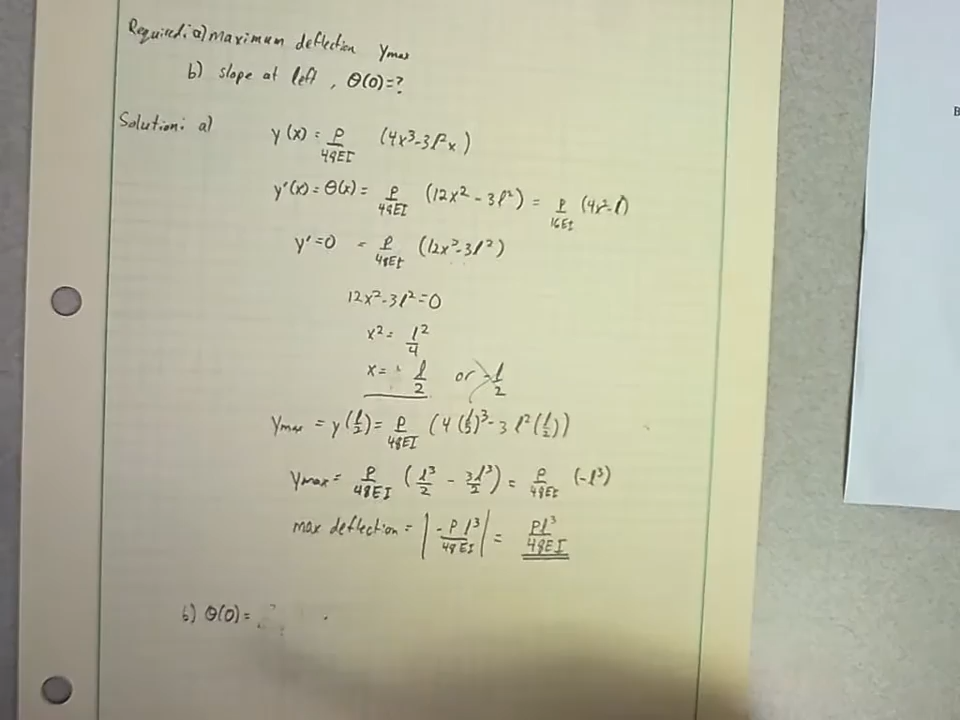 Required: a) maximum deflection ymax
b) slope at left, θ(0)=?
Solution: a)
y(x) = P/48EI (4x³-3l²x)
y'(x) = θ(x) = P/48EI (12x² - 3l²) = P/16EI (4x²-l²)
y'=0 = P/48EI (12x²-3l²)
12x²-3l²=0
x² = l²/4
x = l/2 or -l/2
ymax = y(l/2) = P/48EI (4(l/2)³-3l²(l/2))
ymax = P/48EI (l³/2 - 3l³/2) = P/48EI (-l³)
max deflection = |-Pl³/48EI| = Pl³/48EI
b) θ(0)=
B